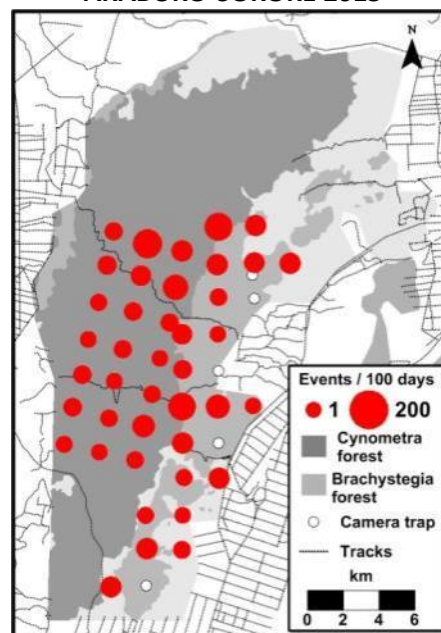 N
Events / 100 days
1 200
Cynometra
forest
Brachystegia
forest
Camera trap
Tracks
km
0 2 4 6